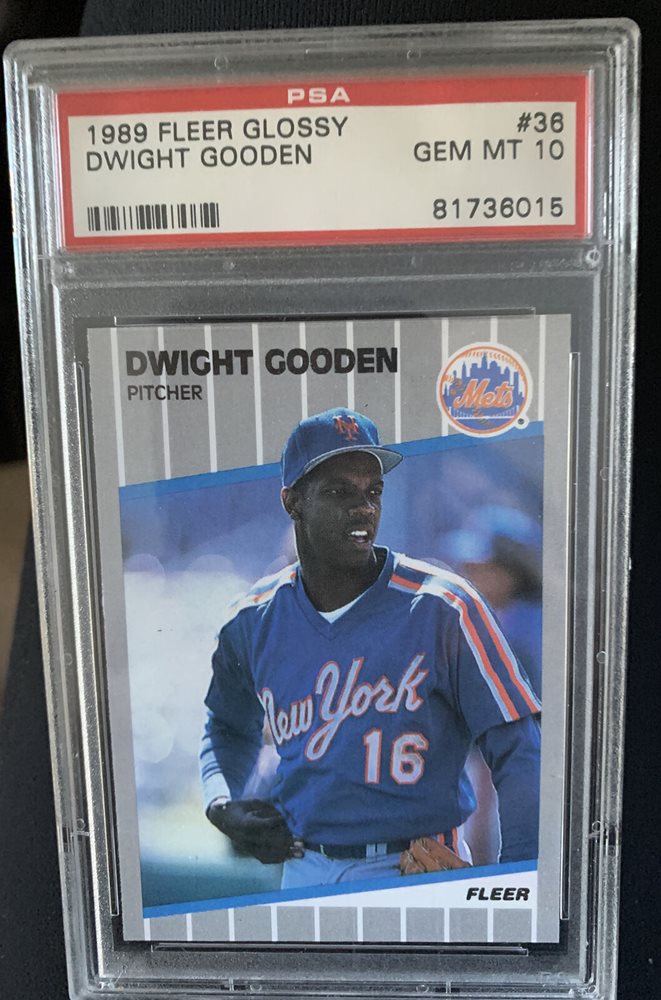 PSA
1989 FLEER GLOSSY #36
DWIGHT GOODEN GEM MT 10
81736015
DWIGHT GOODEN
PITCHER
Mets
NY
New York
16
FLEER